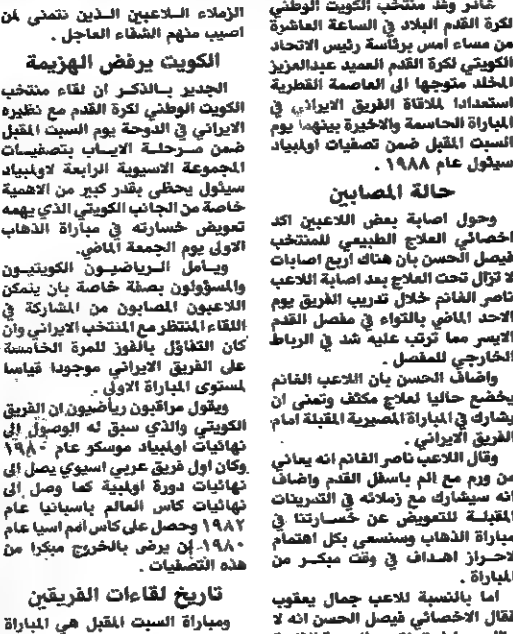 غادر وفد منتخب الكويت الوطني
لكرة القدم البلاد في الساعة العاشرة
من مساء امس برئاسة رئيس الاتحاد
الكويتي لكرة القدم العميد عبدالعزيز
المخلد متوجها الى العاصمة القطرية
استعدادا لملاقاة الفريق الايراني في
المباراة الحاسمة والاخيرة بينهما يوم
السبت المقبل ضمن تصفيات اولمبياد
سيئول عام ١٩٨٨ .
حالة المصابين
وحول اصابة بعض اللاعبين اكد
اخصائي العلاج الطبيعي للمنتخب
فيصل الحسن بان هناك اربع اصابات
لا تزال تحت العلاج بعد اصابة اللاعب
ناصر الغانم خلال تدريب الفريق يوم
الاحد الماضي بالتواء في مفصل القدم
الايسر مما ترتب عليه شد في الرباط
الخارجي للمفصل .
واضاف الحسن بان اللاعب الغانم
يخضع حاليا لعلاج مكثف وتمنى ان
يشارك في المباراة المصيرية المقبلة امام
الفريق الايراني .
وقال اللاعب ناصر الغانم انه يعاني
من ورم مع الم باسفل القدم واضاف
انه سيشارك مع زملائه في التدريبات
المقبلة للتعويض عن خسارتنا في
مباراة الذهاب وسنسعى بكل اهتمام
لاحراز اهداف في وقت مبكر من
المباراة .
اما بالنسبة للاعب جمال يعقوب
فقال الاخصائي فيصل الحسن انه لا
الزملاء اللاعبين الذين نتمنى لمن
اصيب منهم الشفاء العاجل .
الكويت يرفض الهزيمة
الجدير بالذكر ان لقاء منتخب
الكويت الوطني لكرة القدم مع نظيره
الايراني في الدوحة يوم السبت المقبل
ضمن مرحلة الاياب بتصفيات
المجموعة الاسيوية الرابعة لاولمبياد
سيئول يحظى بقدر كبير من الاهمية
خاصة من الجانب الكويتي الذي يهمه
تعويض خسارته في مباراة الذهاب
الاولى يوم الجمعة الماضي.
ويأمل الرياضيون الكويتيون
والمسؤولون بصفة خاصة بان يتمكن
اللاعبون المصابون من المشاركة في
اللقاء المنتظر مع المنتخب الايراني وان
كان التفاؤل بالفوز للمرة الخامسة
على الفريق الايراني موجودا قياسا
لمستوى المباراة الاولى .
ويقول مراقبون رياضيون ان الفريق
الكويتي والذي سبق له الوصول الى
نهائيات اولمبياد موسكو عام ١٩٨٠
وكان اول فريق عربي اسيوي يصل الى
نهائيات دورة اولمبية كما وصل الى
نهائيات كاس العالم باسبانيا عام
١٩٨٢ وحصل على كاس امم اسيا عام
١٩٨٠ لن يرضى بالخروج مبكرا من
هذه التصفيات .
تاريخ لقاءات الفريقين
ومباراة السبت المقبل هي المباراة